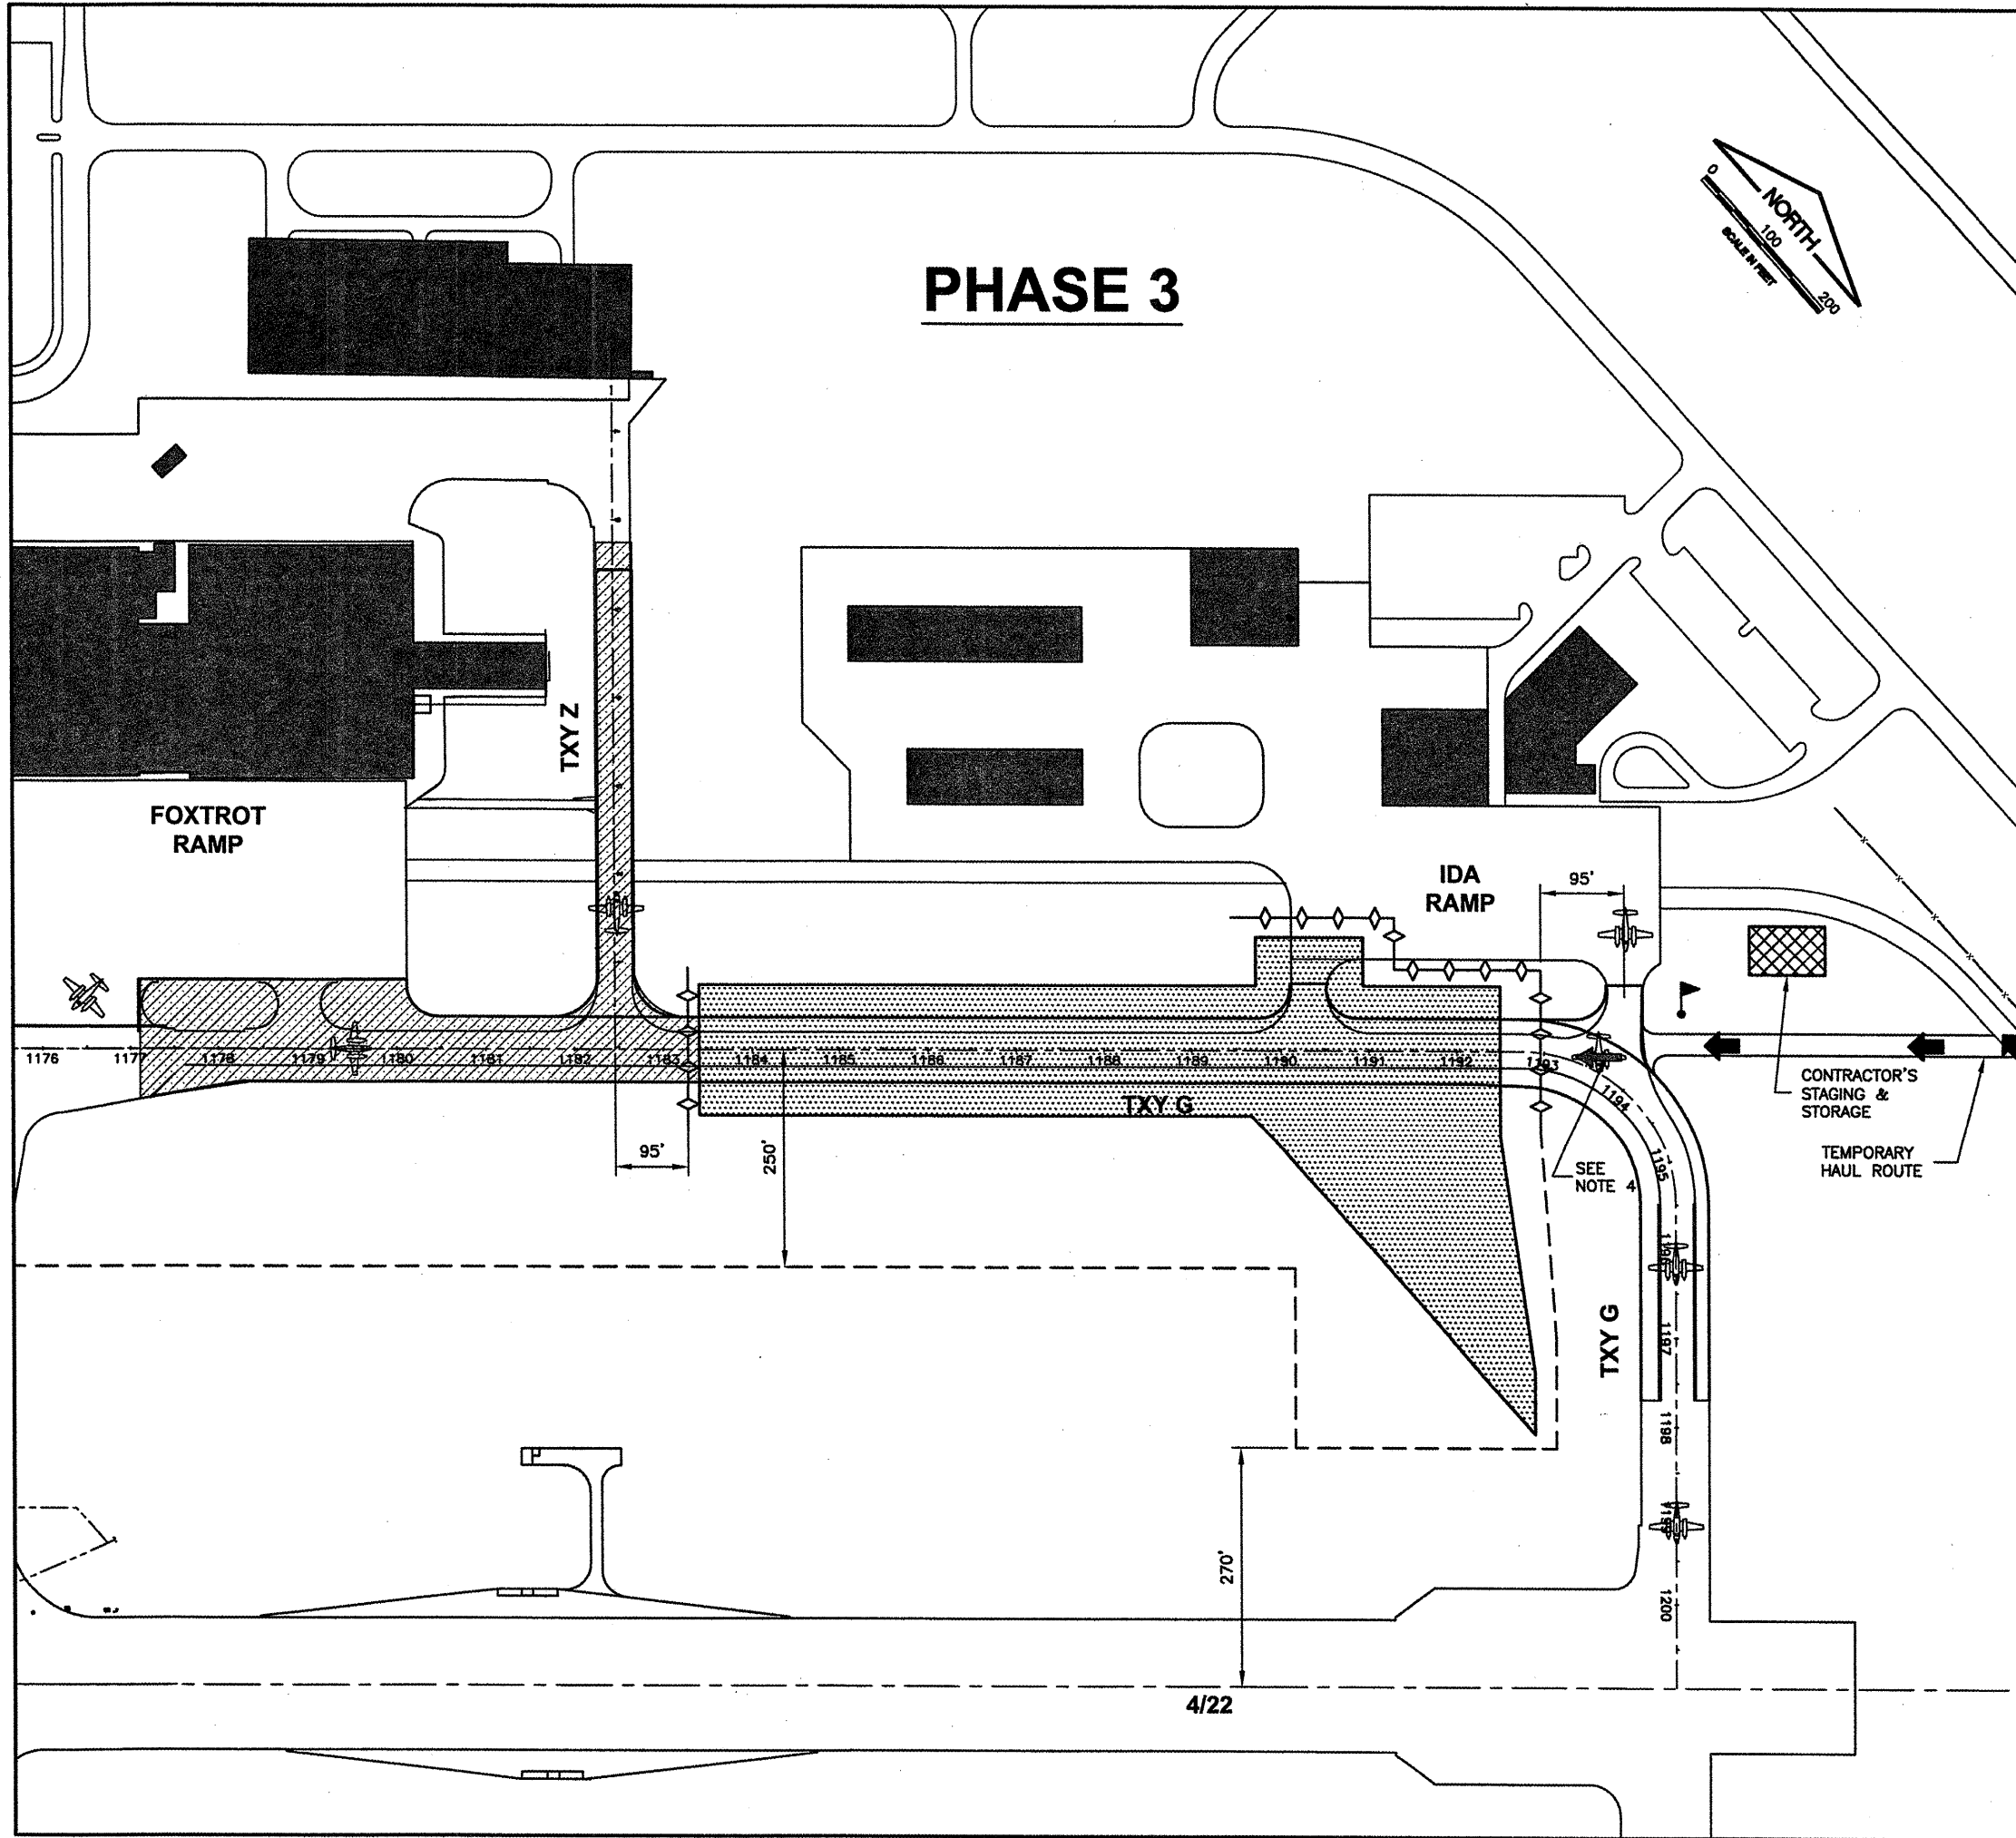 PHASE 3
0
NORTH
100
SCALE IN FEET
200
TXY Z
FOXTROT
RAMP
IDA
RAMP
95'
1176
1177
1178
1179
1180
1181
1182
1183
1184
1185
1186
1187
1188
1189
1190
1191
1192
1193
1194
1195
CONTRACTOR'S
STAGING &
STORAGE
TXY G
95'
250'
SEE
NOTE 4
TEMPORARY
HAUL ROUTE
TXY G
1197
1198
270'
1200
4/22